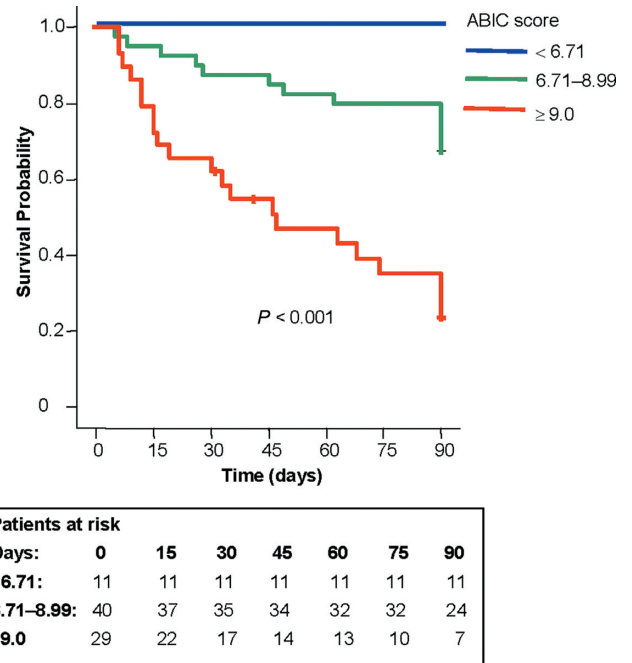 ABIC score
< 6.71
6.71–8.99
≥ 9.0
Survival Probability
1.0
0.8
0.6
0.4
0.2
0
P < 0.001
0 15 30 45 60 75 90
Time (days)
Patients at risk
Days: 0 15 30 45 60 75 90
6.71: 11 11 11 11 11 11 11
6.71–8.99: 40 37 35 34 32 32 24
9.0 29 22 17 14 13 10 7